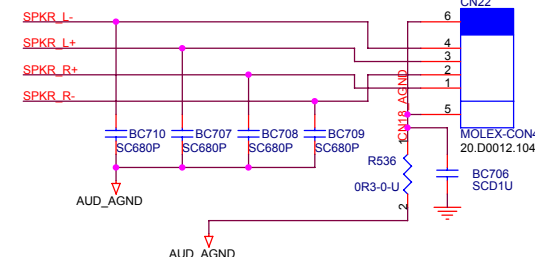 CN22
SPKR_L-
6
SPKR_L+
4
3
SPKR_R+
2
1
SPKR_R-
CN18_AGND
5
MOLEX-CON4
20.D0012.104
BC710
SC680P
BC707
SC680P
BC708
SC680P
BC709
SC680P
1
R536
0R3-0-U
2
BC706
SCD1U
AUD_AGND
AUD_AGND